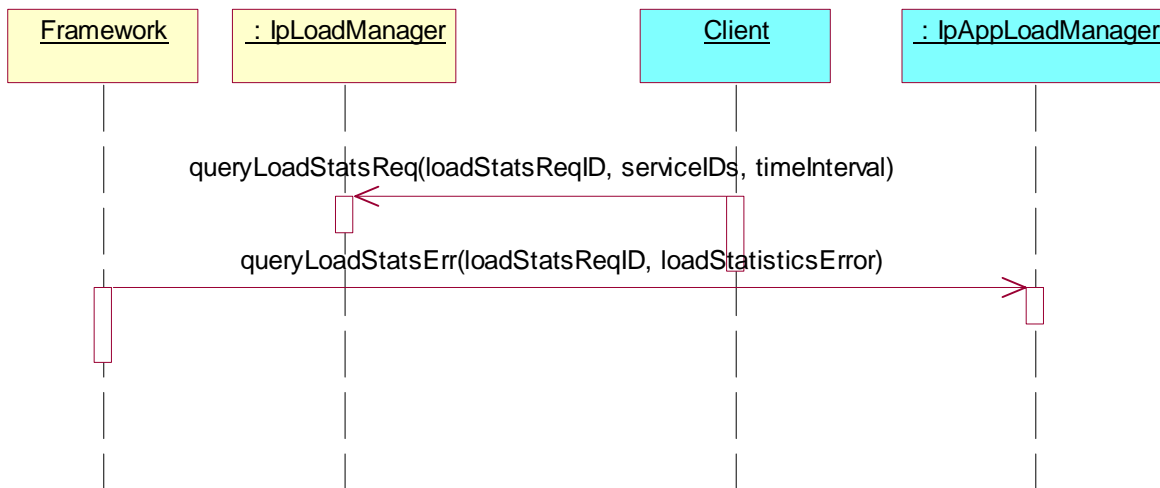 Framework
: IpLoadManager
Client
: IpAppLoadManager
queryLoadStatsReq(loadStatsReqID, serviceIDs, timeInterval)
queryLoadStatsErr(loadStatsReqID, loadStatisticsError)